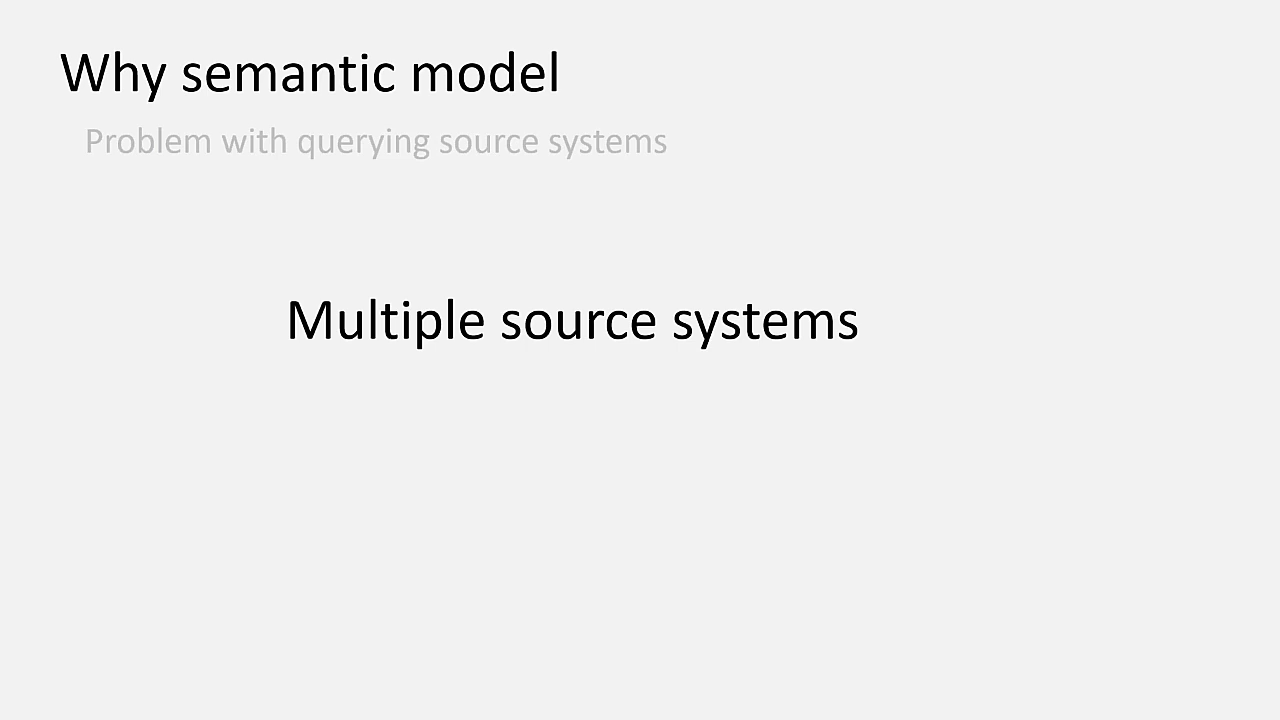 Why semantic model
Problem with querying source systems
Multiple source systems